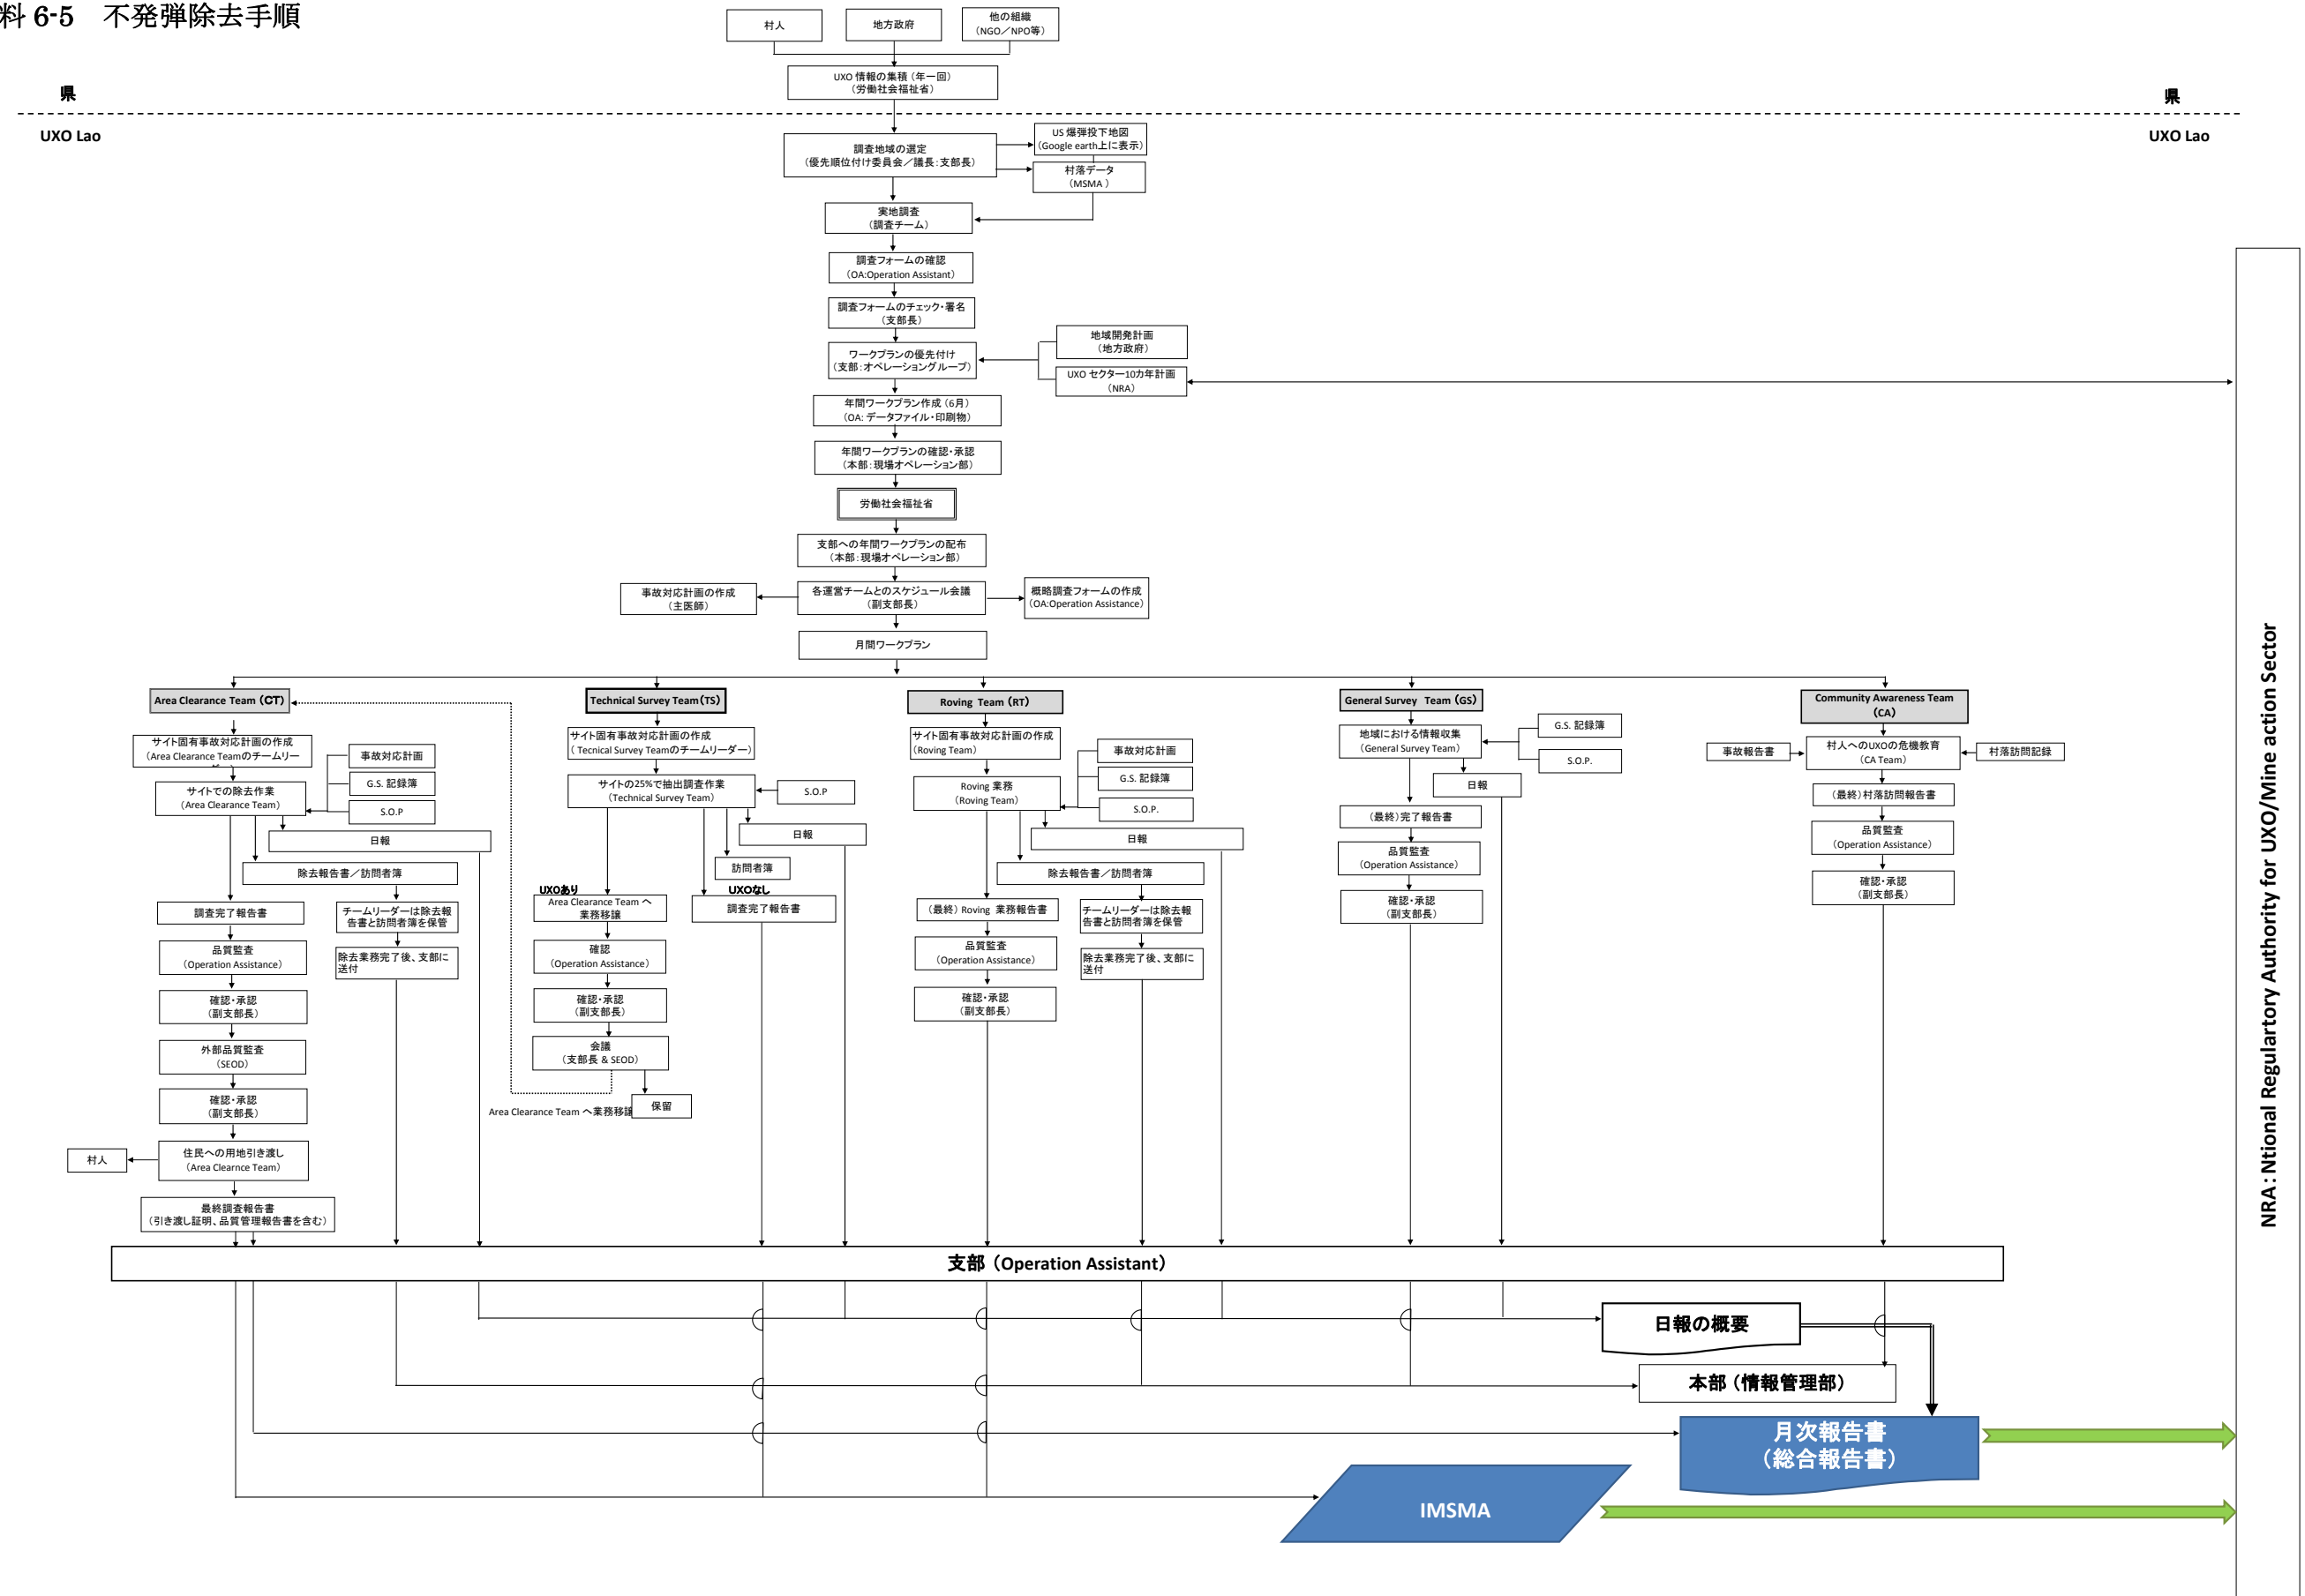 料 6-5　不発弾除去手順
村人
地方政府
他の組織
（NGO／NPO等）
UXO 情報の集積（年一回）
（労働社会福祉省）
県
県
UXO Lao
UXO Lao
調査地域の選定
（優先順位付け委員会／議長：支部長）
US 爆弾投下地図
（Google earth上に表示）
村落データ
（MSMA ）
実地調査
（調査チーム）
調査フォームの確認
（OA:Operation Assistant）
調査フォームのチェック・署名
（支部長）
ワークプランの優先付け
（支部：オペレーショングループ）
地域開発計画
（地方政府）
UXO セクター10カ年計画
（NRA）
年間ワークプラン作成（6月）
（OA: データファイル・印刷物）
年間ワークプランの確認・承認
（本部：現場オペレーション部）
労働社会福祉省
支部への年間ワークプランの配布
（本部：現場オペレーション部）
事故対応計画の作成
（主医師）
各運営チームとのスケジュール会議
（副支部長）
概略調査フォームの作成
（OA:Operation Assistance）
月間ワークプラン
Area Clearance Team（CT）
サイト固有事故対応計画の作成
（Area Clearance Teamのチームリー
事故対応計画
G.S. 記録簿
S.O.P
サイトでの除去作業
（Area Clearance Team）
日報
除去報告書／訪問者簿
調査完了報告書
チームリーダーは除去報
告書と訪問者簿を保管
品質監査
（Operation Assistance）
除去業務完了後、支部に
送付
確認・承認
（副支部長）
外部品質監査
（SEOD）
確認・承認
（副支部長）
村人
住民への用地引き渡し
（Area Clearnce Team）
最終調査報告書
（引き渡し証明、品質管理報告書を含む）
Technical Survey Team（TS）
サイト固有事故対応計画の作成
（ Tecnical Survey Teamのチームリーダー）
サイトの25%で抽出調査作業
（Technical Survey Team）
S.O.P
日報
訪問者簿
UXOあり
UXOなし
Area Clearance Team へ
業務移譲
調査完了報告書
確認
（Operation Assistance）
確認・承認
（副支部長）
会議
（支部長 & SEOD）
Area Clearance Team へ業務移譲
保留
Roving Team（RT）
サイト固有事故対応計画の作成
（Roving Team）
事故対応計画
G.S. 記録簿
S.O.P.
Roving 業務
（Roving Team）
日報
除去報告書／訪問者簿
（最終）Roving 業務報告書
チームリーダーは除去報
告書と訪問者簿を保管
品質監査
（Operation Assistance）
除去業務完了後、支部に
送付
確認・承認
（副支部長）
General Survey Team（GS）
地域における情報収集
（General Survey Team）
G.S. 記録簿
S.O.P.
日報
（最終）完了報告書
品質監査
（Operation Assistance）
確認・承認
（副支部長）
Community Awareness Team
（CA）
事故報告書
村人へのUXOの危機教育
（CA Team）
村落訪問記録
（最終）村落訪問報告書
品質監査
（Operation Assistance）
確認・承認
（副支部長）
支部（Operation Assistant）
日報の概要
本部（情報管理部）
月次報告書
（総合報告書）
IMSMA
NRA：Ntional Regulartory Authority for UXO/Mine action Sector